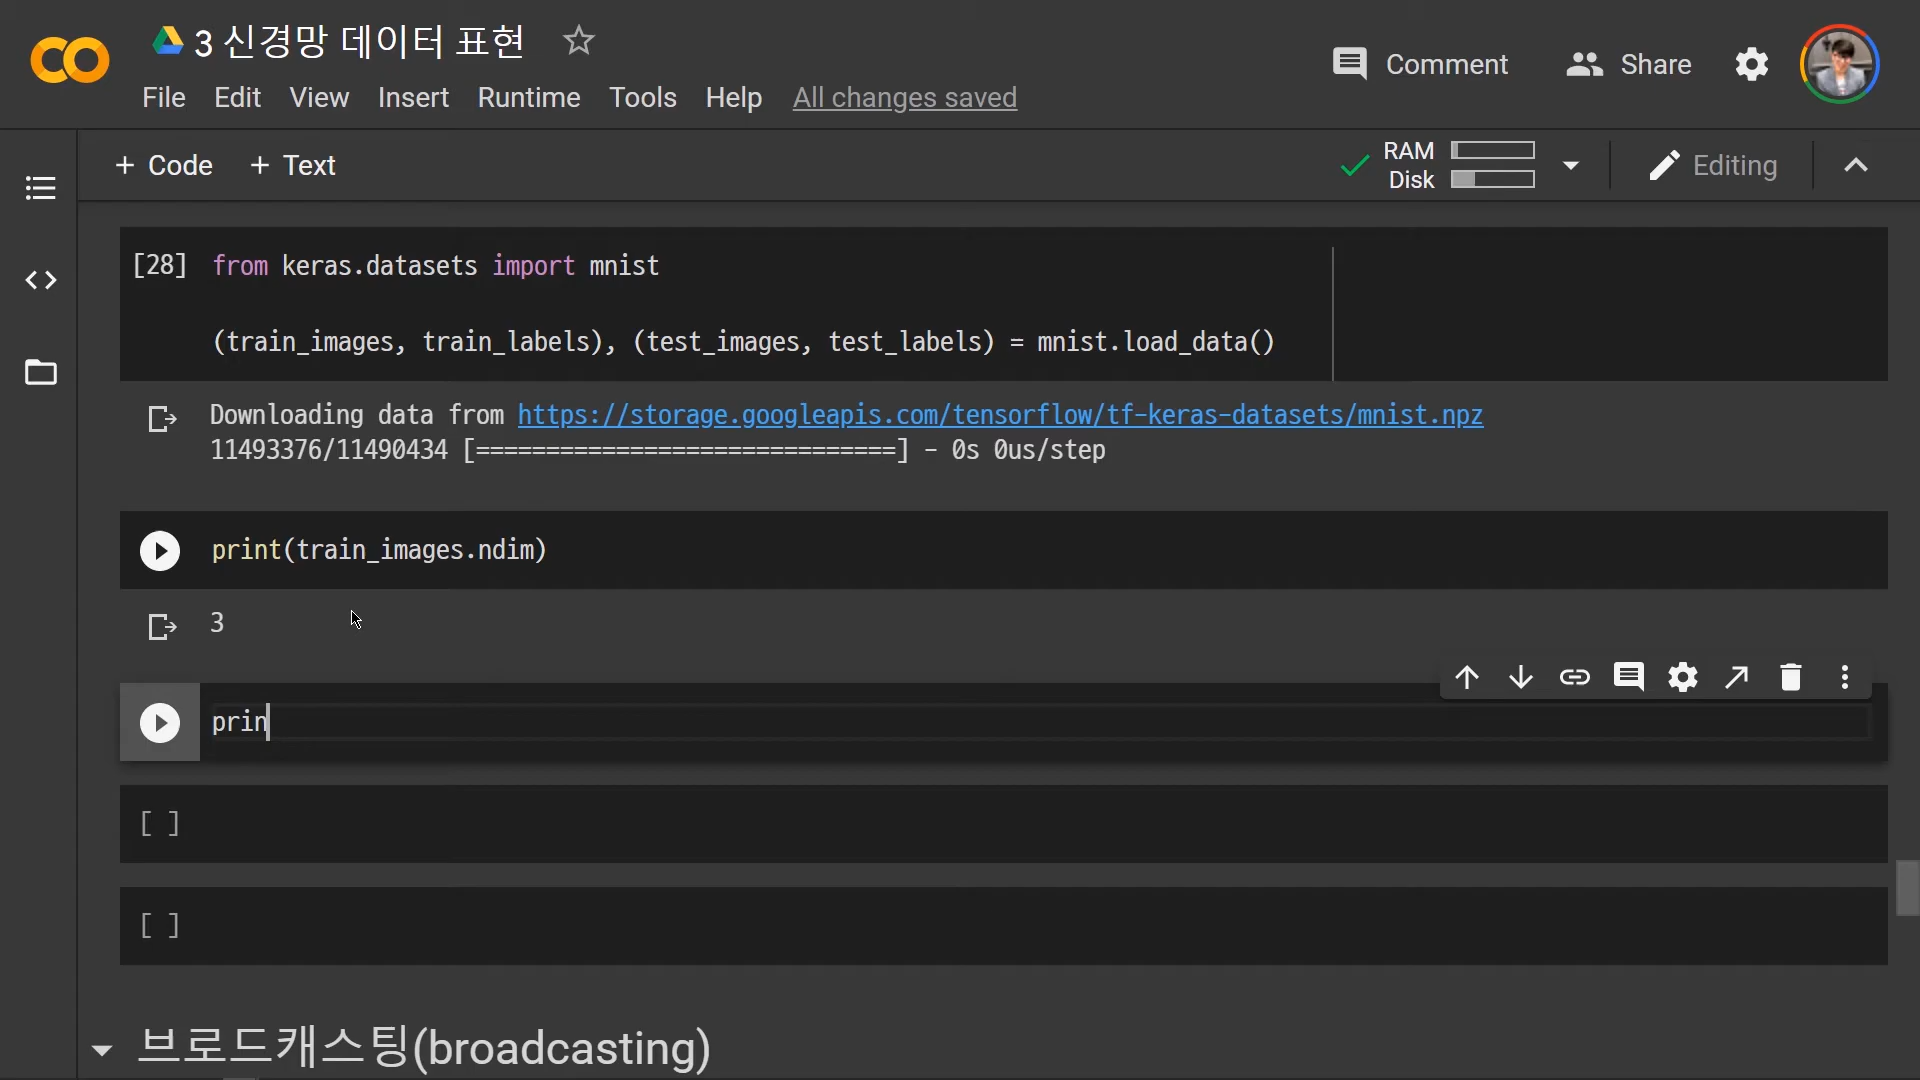 3 신경망 데이터 표현
Comment
Share
File Edit View Insert Runtime Tools Help All changes saved
+ Code + Text
RAM
Disk
Editing
[28] from keras.datasets import mnist
(train_images, train_labels), (test_images, test_labels) = mnist.load_data()
Downloading data from https://storage.googleapis.com/tensorflow/tf-keras-datasets/mnist.npz
11493376/11490434 [==============================] - 0s 0us/step
print(train_images.ndim)
3
prin
[ ]
[ ]
브로드캐스팅(broadcasting)